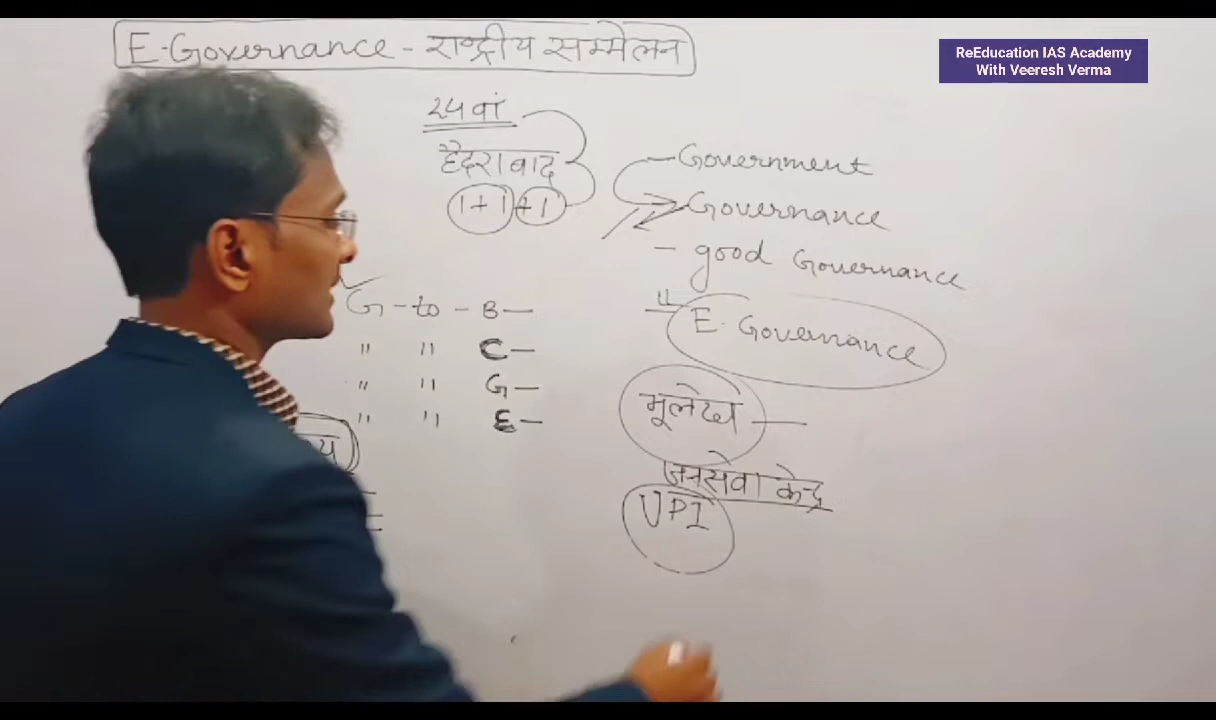 E-Governance - राष्ट्रीय सम्मेलन
ReEducation IAS Academy
With Veeresh Verma
24वां
हैदराबाद
1+1+1
- Government
- Governance
- good Governance
E-Governance
G - to - B -
" " C -
" " G -
" " E -
भूलेख -
जनसेवा केन्द्र
UPI